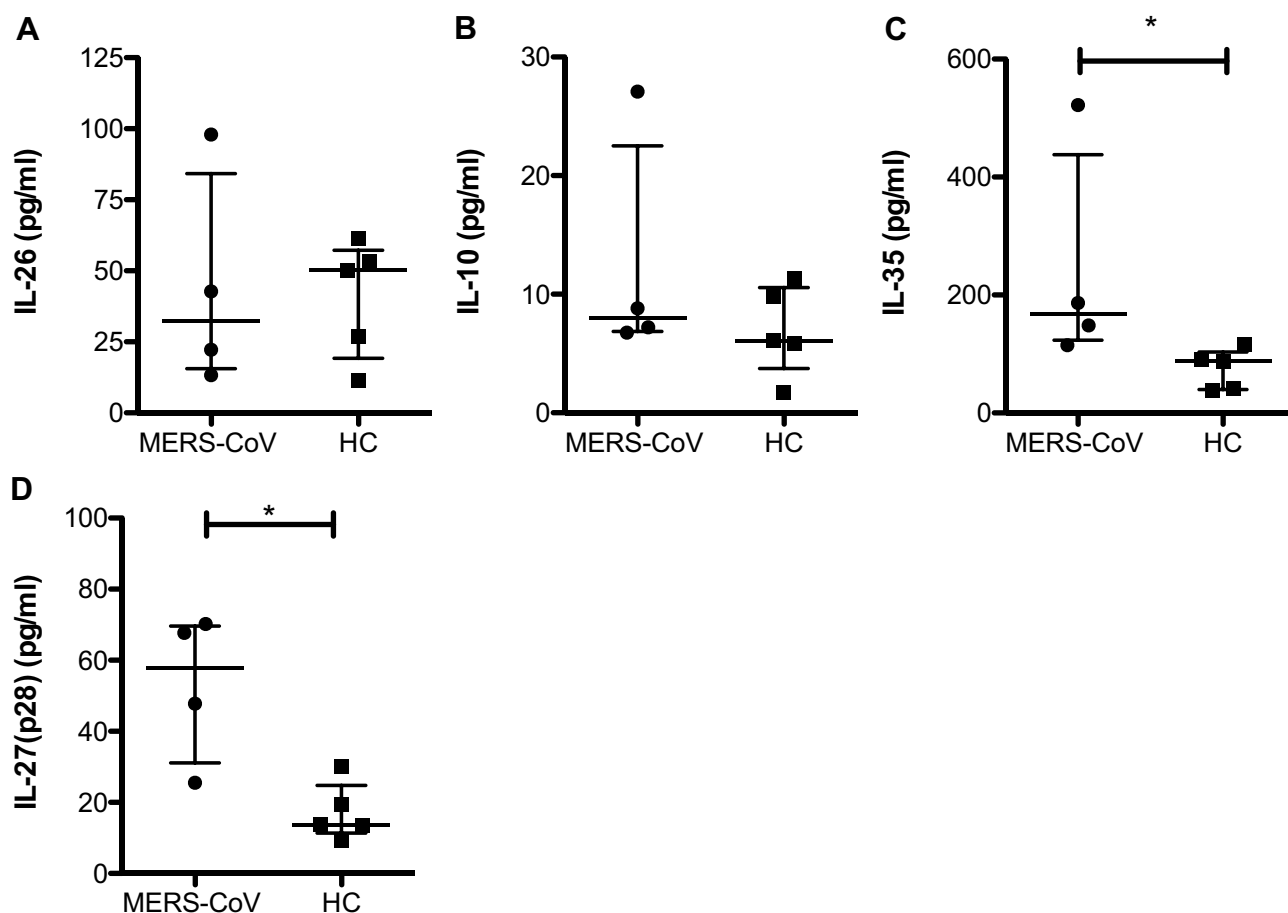 A
IL-26 (pg/ml)
125
100
75
50
25
0
MERS-CoV HC
B
IL-10 (pg/ml)
30
20
10
0
MERS-CoV HC
C
IL-35 (pg/ml)
600
400
200
0
*
MERS-CoV HC
D
IL-27(p28) (pg/ml)
100
80
60
40
20
0
*
MERS-CoV HC